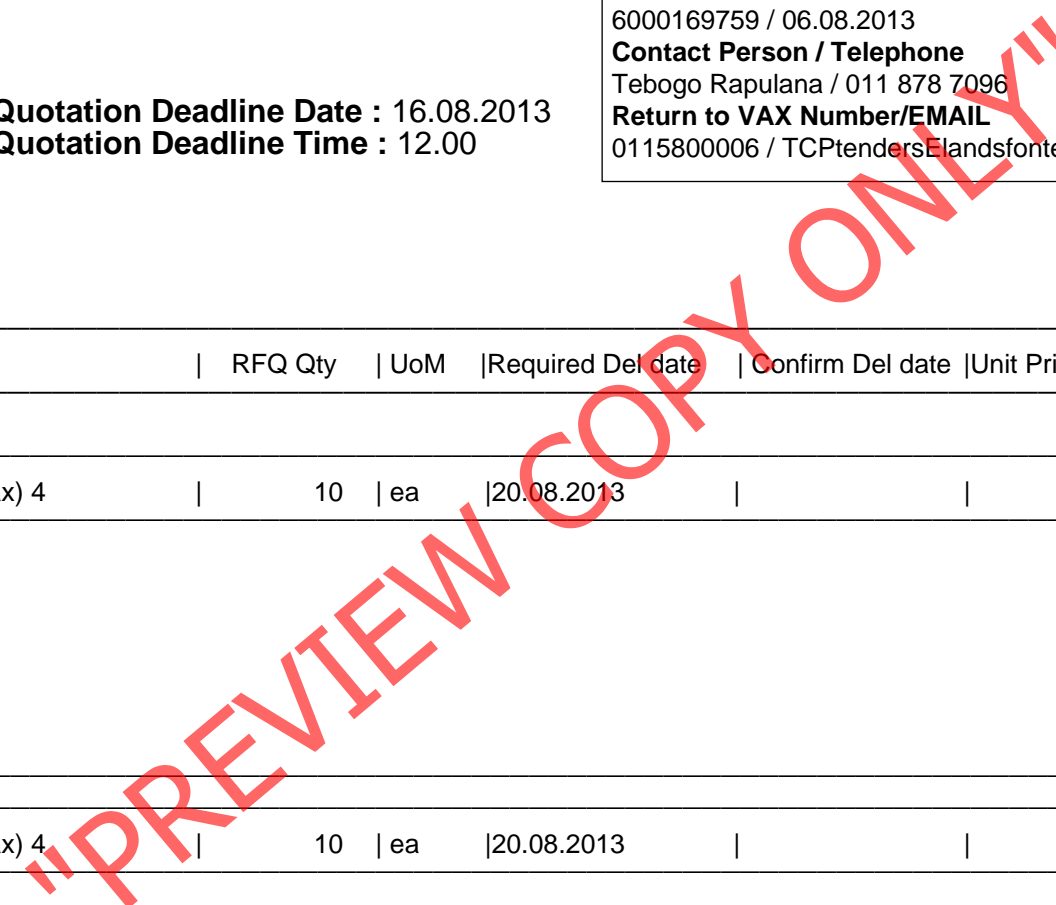 6000169759 / 06.08.2013
Contact Person / Telephone
Tebogo Rapulana / 011 878 7096
Return to VAX Number/EMAIL
0115800006 / TCPtendersElandsfonte
Quotation Deadline Date : 16.08.2013
Quotation Deadline Time : 12.00
| RFQ Qty | UoM |Required Del date | Confirm Del date |Unit Pri
x) 4 | 10 | ea |20.08.2013 | |
x) 4 | 10 | ea |20.08.2013 | |
"PREVIEW COPY ONLY"